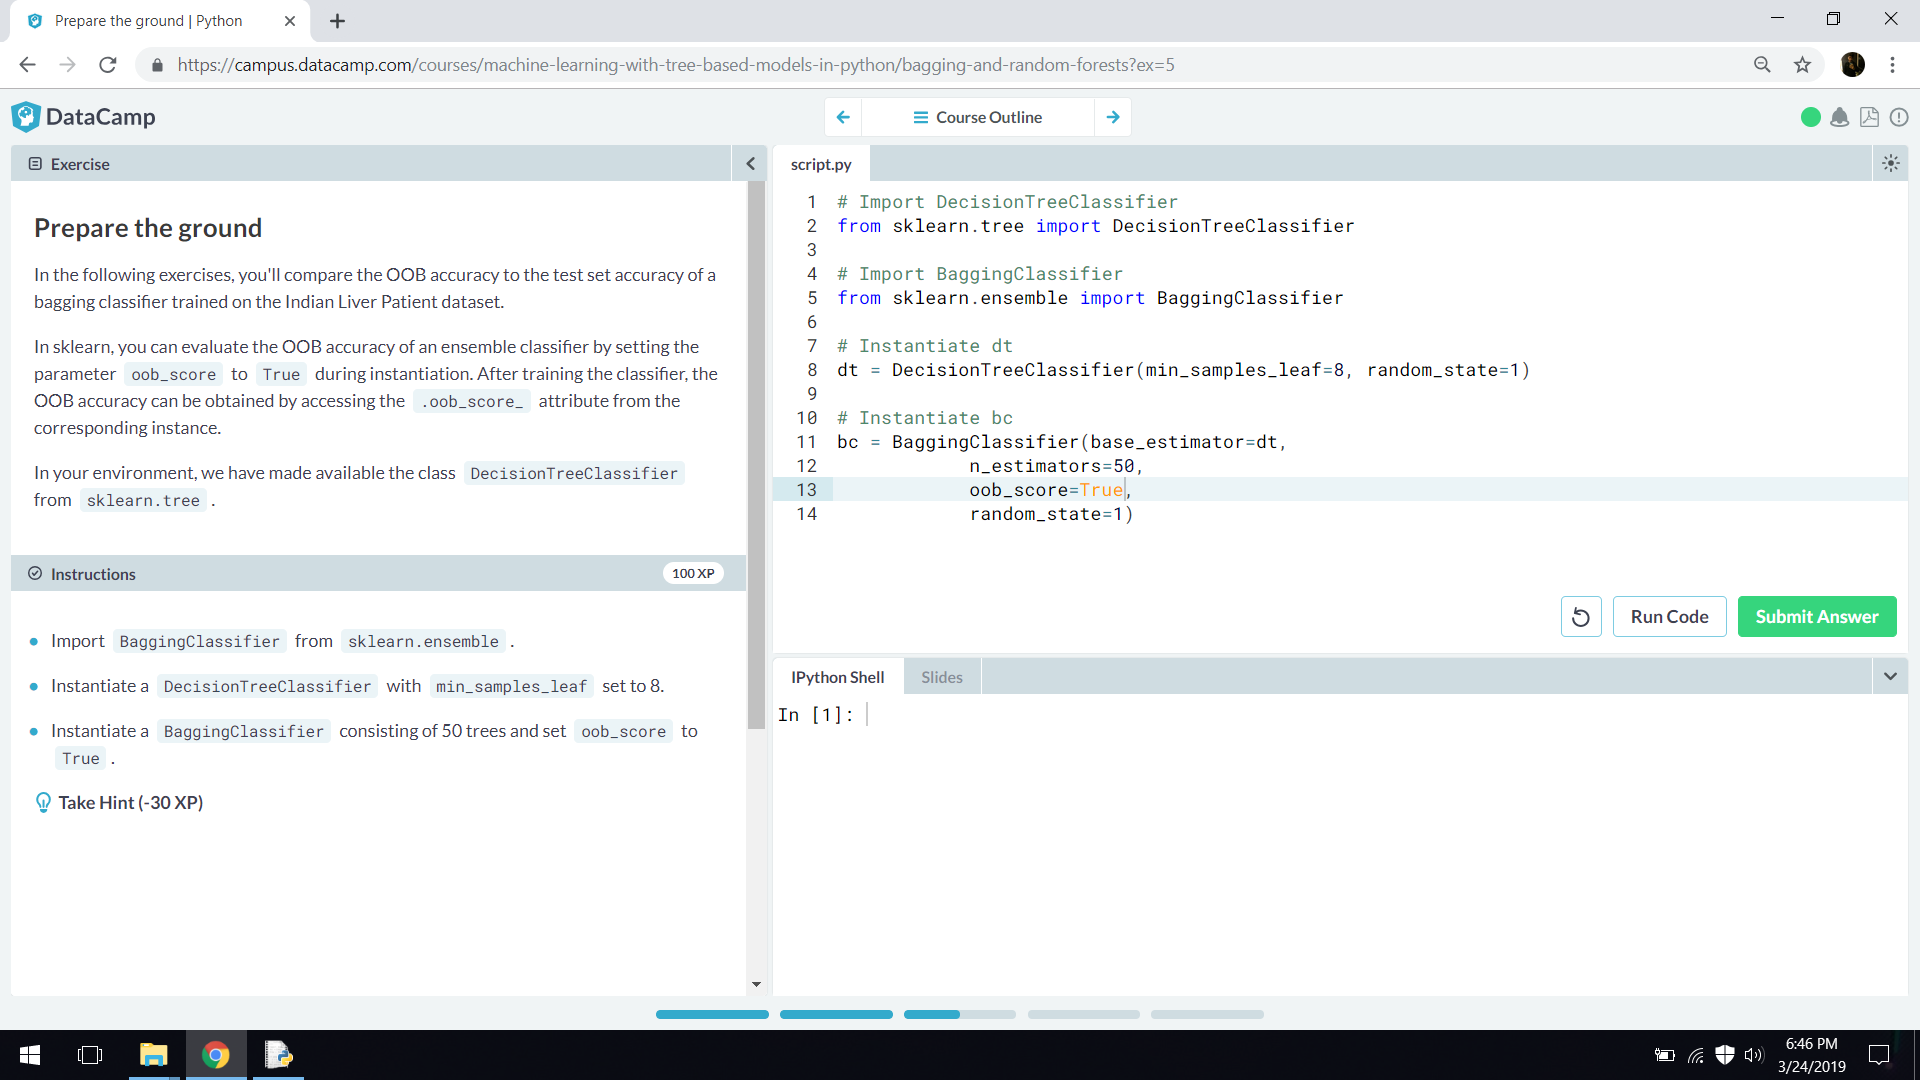 Prepare the ground | Python
https://campus.datacamp.com/courses/machine-learning-with-tree-based-models-in-python/bagging-and-random-forests?ex=5
DataCamp
Course Outline
Exercise
Prepare the ground
In the following exercises, you'll compare the OOB accuracy to the test set accuracy of a
bagging classifier trained on the Indian Liver Patient dataset.
In sklearn, you can evaluate the OOB accuracy of an ensemble classifier by setting the
parameter oob_score to True during instantiation. After training the classifier, the
OOB accuracy can be obtained by accessing the .oob_score_ attribute from the
corresponding instance.
In your environment, we have made available the class DecisionTreeClassifier
from sklearn.tree .
Instructions
100 XP
Import BaggingClassifier from sklearn.ensemble .
Instantiate a DecisionTreeClassifier with min_samples_leaf set to 8.
Instantiate a BaggingClassifier consisting of 50 trees and set oob_score to
True .
Take Hint (-30 XP)
script.py
1 # Import DecisionTreeClassifier
2 from sklearn.tree import DecisionTreeClassifier
3
4 # Import BaggingClassifier
5 from sklearn.ensemble import BaggingClassifier
6
7 # Instantiate dt
8 dt = DecisionTreeClassifier(min_samples_leaf=8, random_state=1)
9
10 # Instantiate bc
11 bc = BaggingClassifier(base_estimator=dt,
12 n_estimators=50,
13 oob_score=True,
14 random_state=1)
Run Code
Submit Answer
IPython Shell
Slides
In [1]:
6:46 PM
3/24/2019